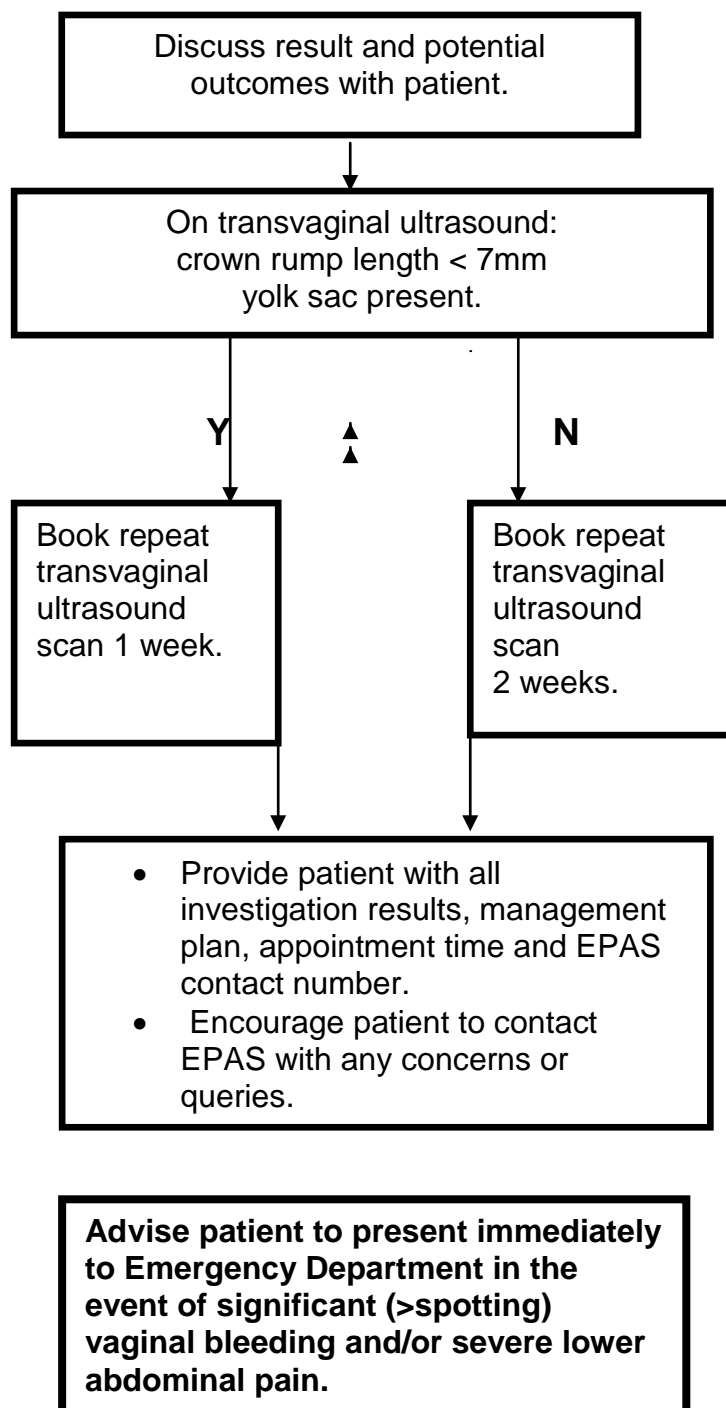 Discuss result and potential
outcomes with patient.
On transvaginal ultrasound:
crown rump length < 7mm
yolk sac present.
Y
N
Book repeat
transvaginal
ultrasound
scan 1 week.
Book repeat
transvaginal
ultrasound
scan
2 weeks.
• Provide patient with all
investigation results, management
plan, appointment time and EPAS
contact number.
• Encourage patient to contact
EPAS with any concerns or
queries.
Advise patient to present immediately
to Emergency Department in the
event of significant (>spotting)
vaginal bleeding and/or severe lower
abdominal pain.